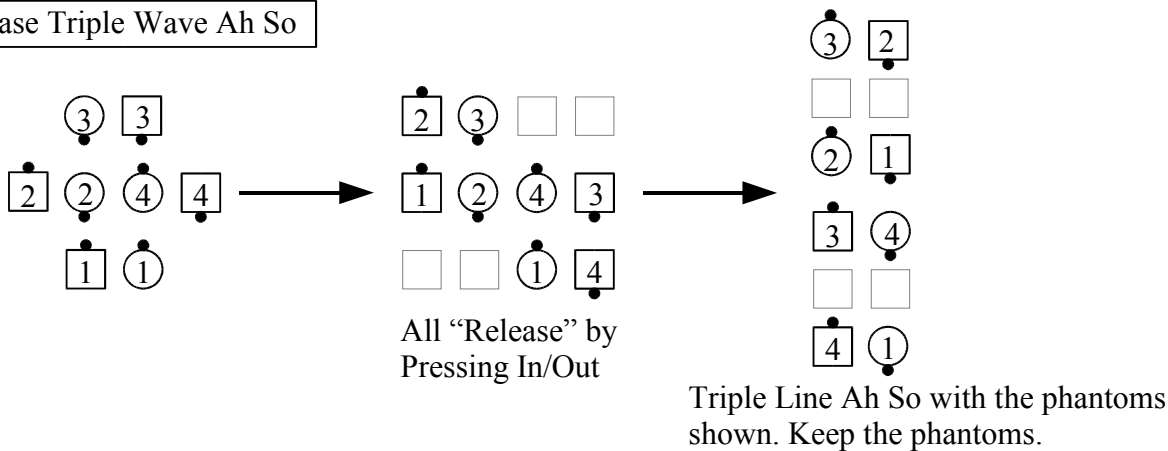 ase Triple Wave Ah So
3 3
2 2 4 4
1 1
2 3
1 2 4 3
1 4
All “Release” by
Pressing In/Out
3 2
2 1
3 4
4 1
Triple Line Ah So with the phantoms
shown. Keep the phantoms.